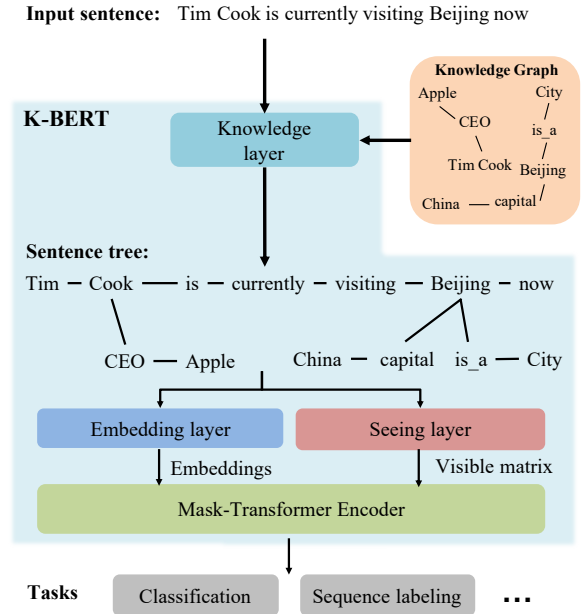 Input sentence: Tim Cook is currently visiting Beijing now
Knowledge Graph
Apple City
CEO is_a
Tim Cook Beijing
China capital
K-BERT
Knowledge
layer
Sentence tree:
Tim Cook is currently visiting Beijing now
CEO Apple China capital is_a City
Embedding layer Seeing layer
Embeddings Visible matrix
Mask-Transformer Encoder
Tasks Classification Sequence labeling ...